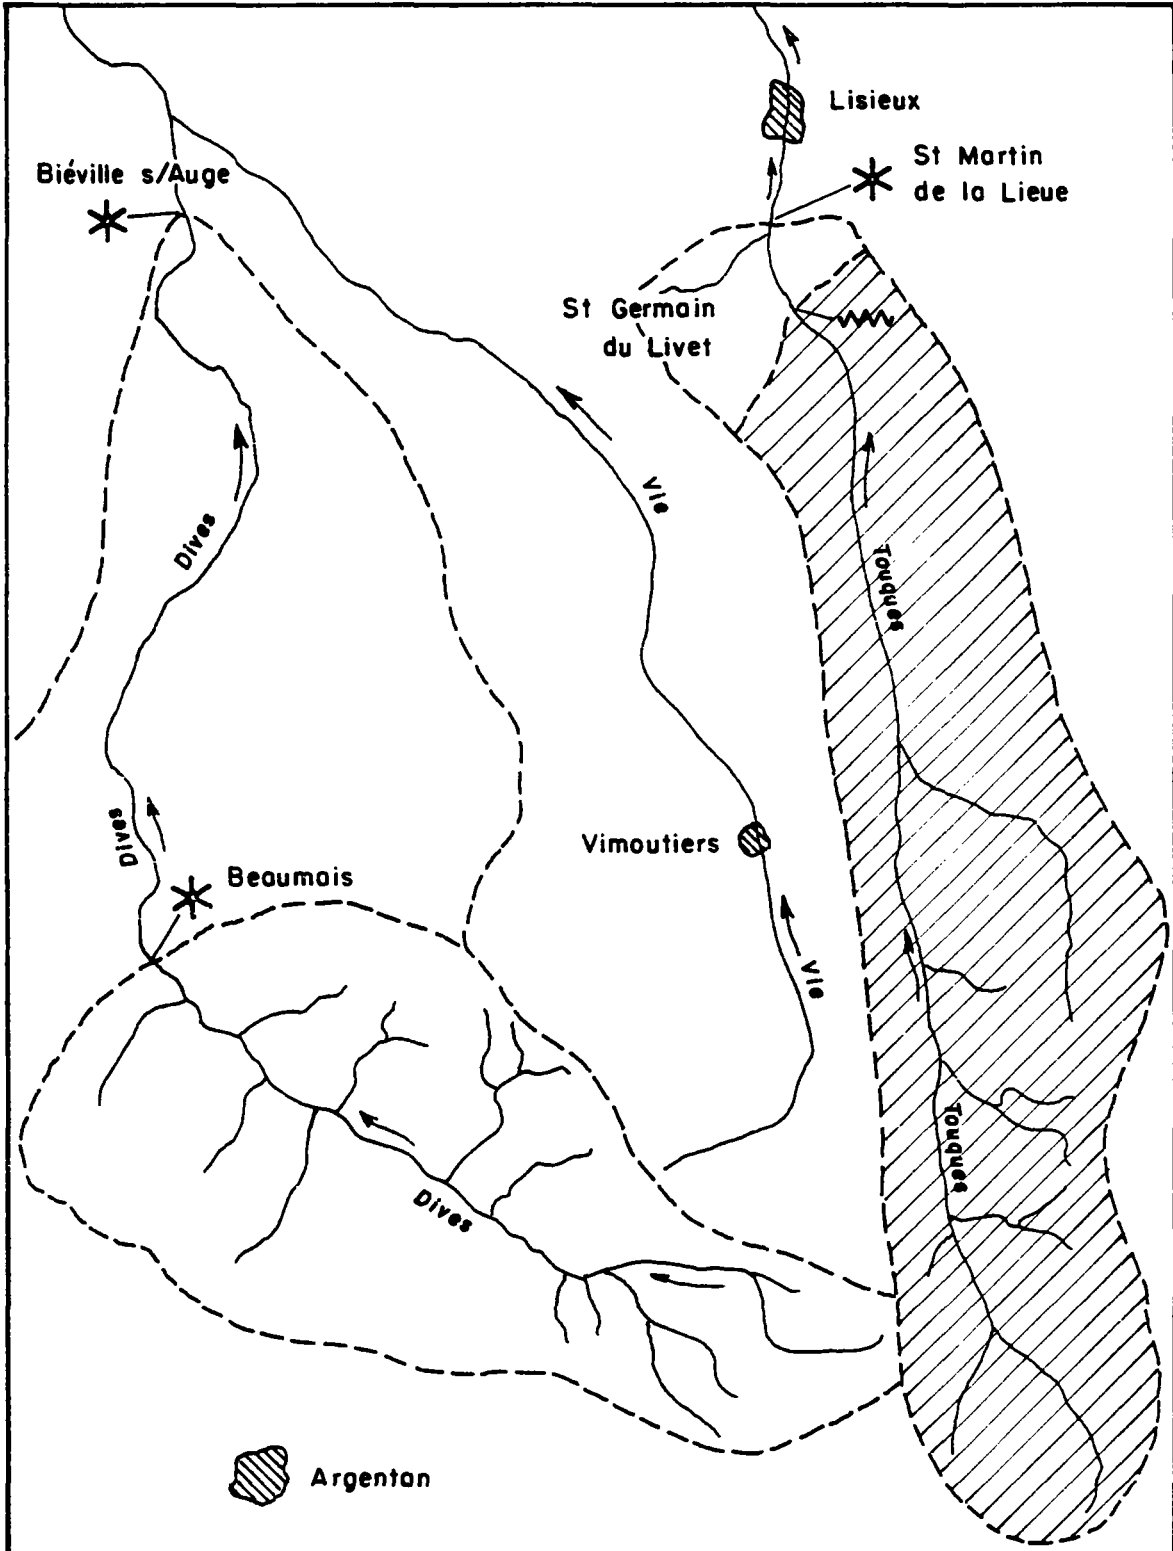 Lisieux
St Martin
de la Lieue
Biéville s/Auge
St Germain
du Livet
Vie
Dives
Touques
Dives
Vimoutiers
Beaumais
Vie
Touques
Dives
Argentan